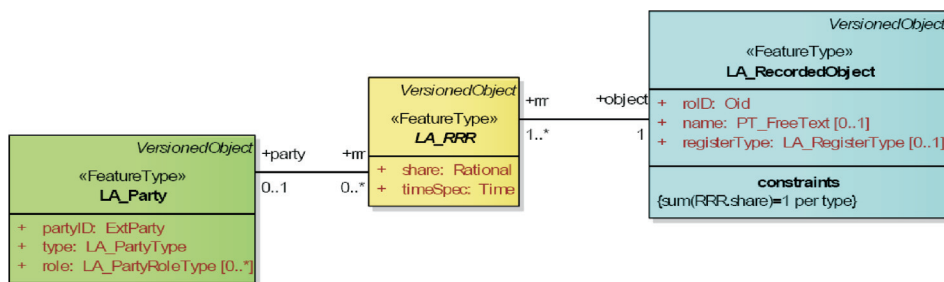 VersionedObject
«FeatureType»
LA_Party
+ partyID: ExtParty
+ type: LA_PartyType
+ role: LA_PartyRoleType [0..*]
+party
0..1
+rrr
0..*
VersionedObject
«FeatureType»
LA_RRR
+ share: Rational
+ timeSpec: Time
+rrr
1..*
+object
1
VersionedObject
«FeatureType»
LA_RecordedObject
+ roID: Oid
+ name: PT_FreeText [0..1]
+ registerType: LA_RegisterType [0..1]
constraints
{sum(RRR.share)=1 per type}